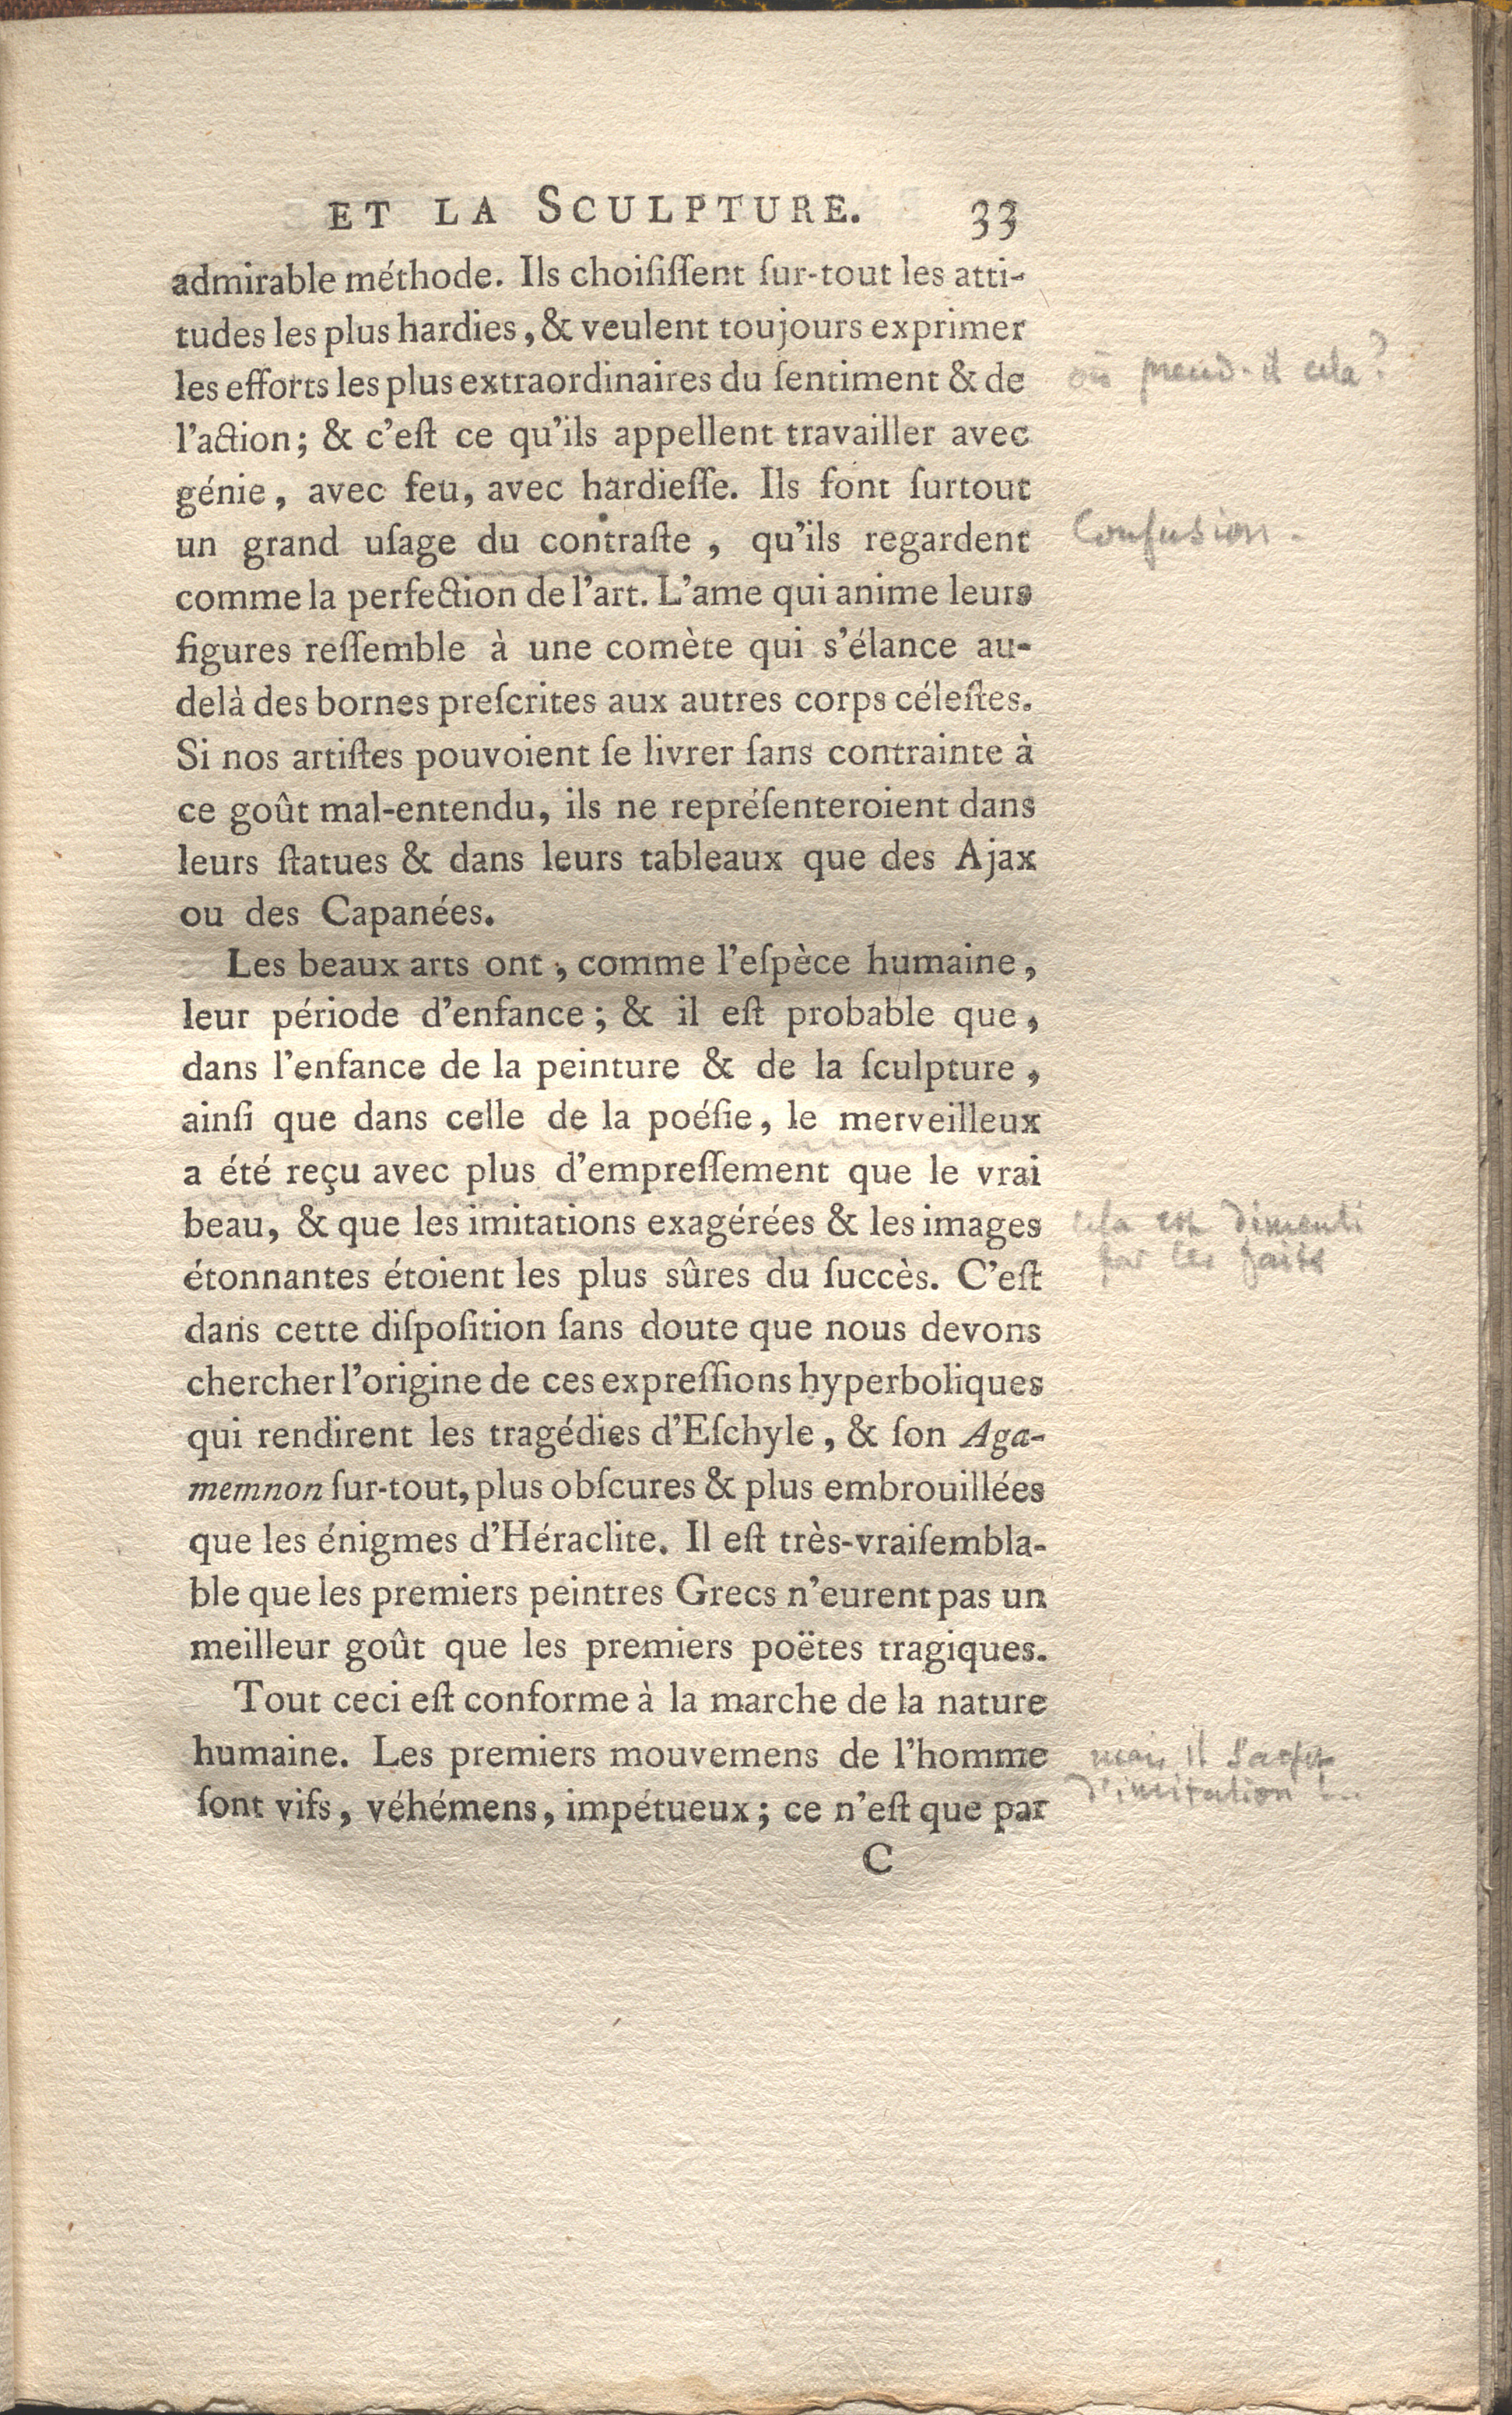 ET LA SCULPTURE. 33
admirable méthode. Ils choiſiſſent ſur-tout les atti-
tudes les plus hardies, & veulent toujours exprimer
les efforts les plus extraordinaires du ſentiment & de
où prend-il cela?
l'action; & c'eſt ce qu'ils appellent travailler avec
génie, avec feu, avec hardieſſe. Ils font ſurtout
un grand uſage du contraſte, qu'ils regardent
Confusion.
comme la perfection de l'art. L'ame qui anime leurs
figures reſſemble à une comète qui s'élance au-
delà des bornes preſcrites aux autres corps céleſtes.
Si nos artiſtes pouvoient ſe livrer ſans contrainte à
ce goût mal-entendu, ils ne repréſenteroient dans
leurs ſtatues & dans leurs tableaux que des Ajax
ou des Capanées.
Les beaux arts ont, comme l'eſpèce humaine,
leur période d'enfance; & il eſt probable que,
dans l'enfance de la peinture & de la ſculpture,
ainſi que dans celle de la poéſie, le merveilleux
a été reçu avec plus d'empreſſement que le vrai
beau, & que les imitations exagérées & les images
cela est dimenti
par les faits
étonnantes étoient les plus sûres du ſuccès. C'eſt
dans cette diſpoſition ſans doute que nous devons
chercher l'origine de ces expreſſions hyperboliques
qui rendirent les tragédies d'Eſchyle, & ſon Aga-
memnon ſur-tout, plus obſcures & plus embrouillées
que les énigmes d'Héraclite. Il eſt très-vraiſembla-
ble que les premiers peintres Grecs n'eurent pas un
meilleur goût que les premiers poëtes tragiques.
Tout ceci eſt conforme à la marche de la nature
humaine. Les premiers mouvemens de l'homme
mais il s'agit
d'imitation !..
ſont vifs, véhémens, impétueux; ce n'eſt que par
C